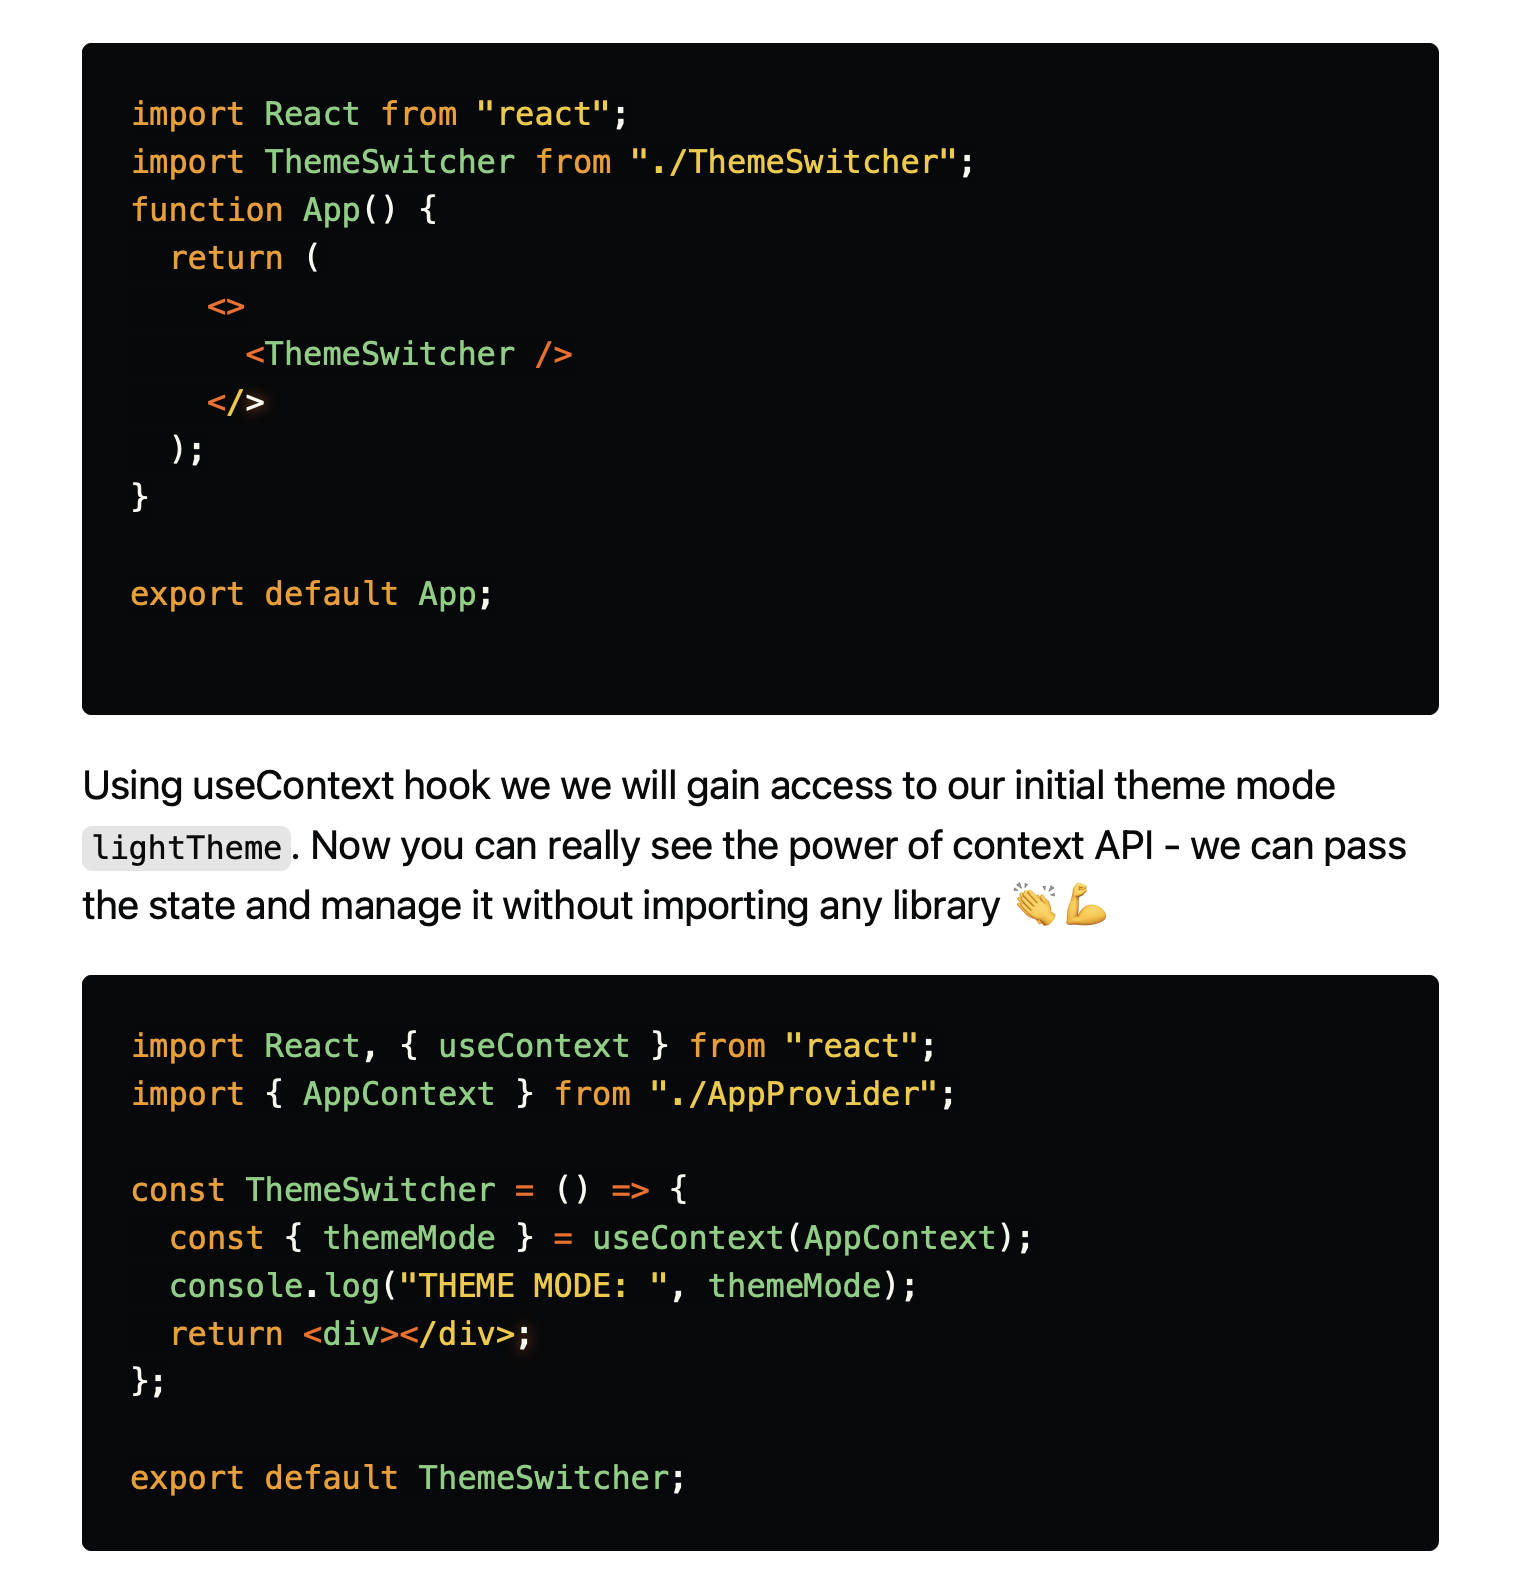 import React from "react";
import ThemeSwitcher from "./ThemeSwitcher";
function App() {
  return (
    <>
      <ThemeSwitcher />
    </>
  );
}

export default App;

Using useContext hook we we will gain access to our initial theme mode
lightTheme. Now you can really see the power of context API - we can pass
the state and manage it without importing any library 👏💪

import React, { useContext } from "react";
import { AppContext } from "./AppProvider";

const ThemeSwitcher = () => {
  const { themeMode } = useContext(AppContext);
  console.log("THEME MODE: ", themeMode);
  return <div></div>;
};

export default ThemeSwitcher;